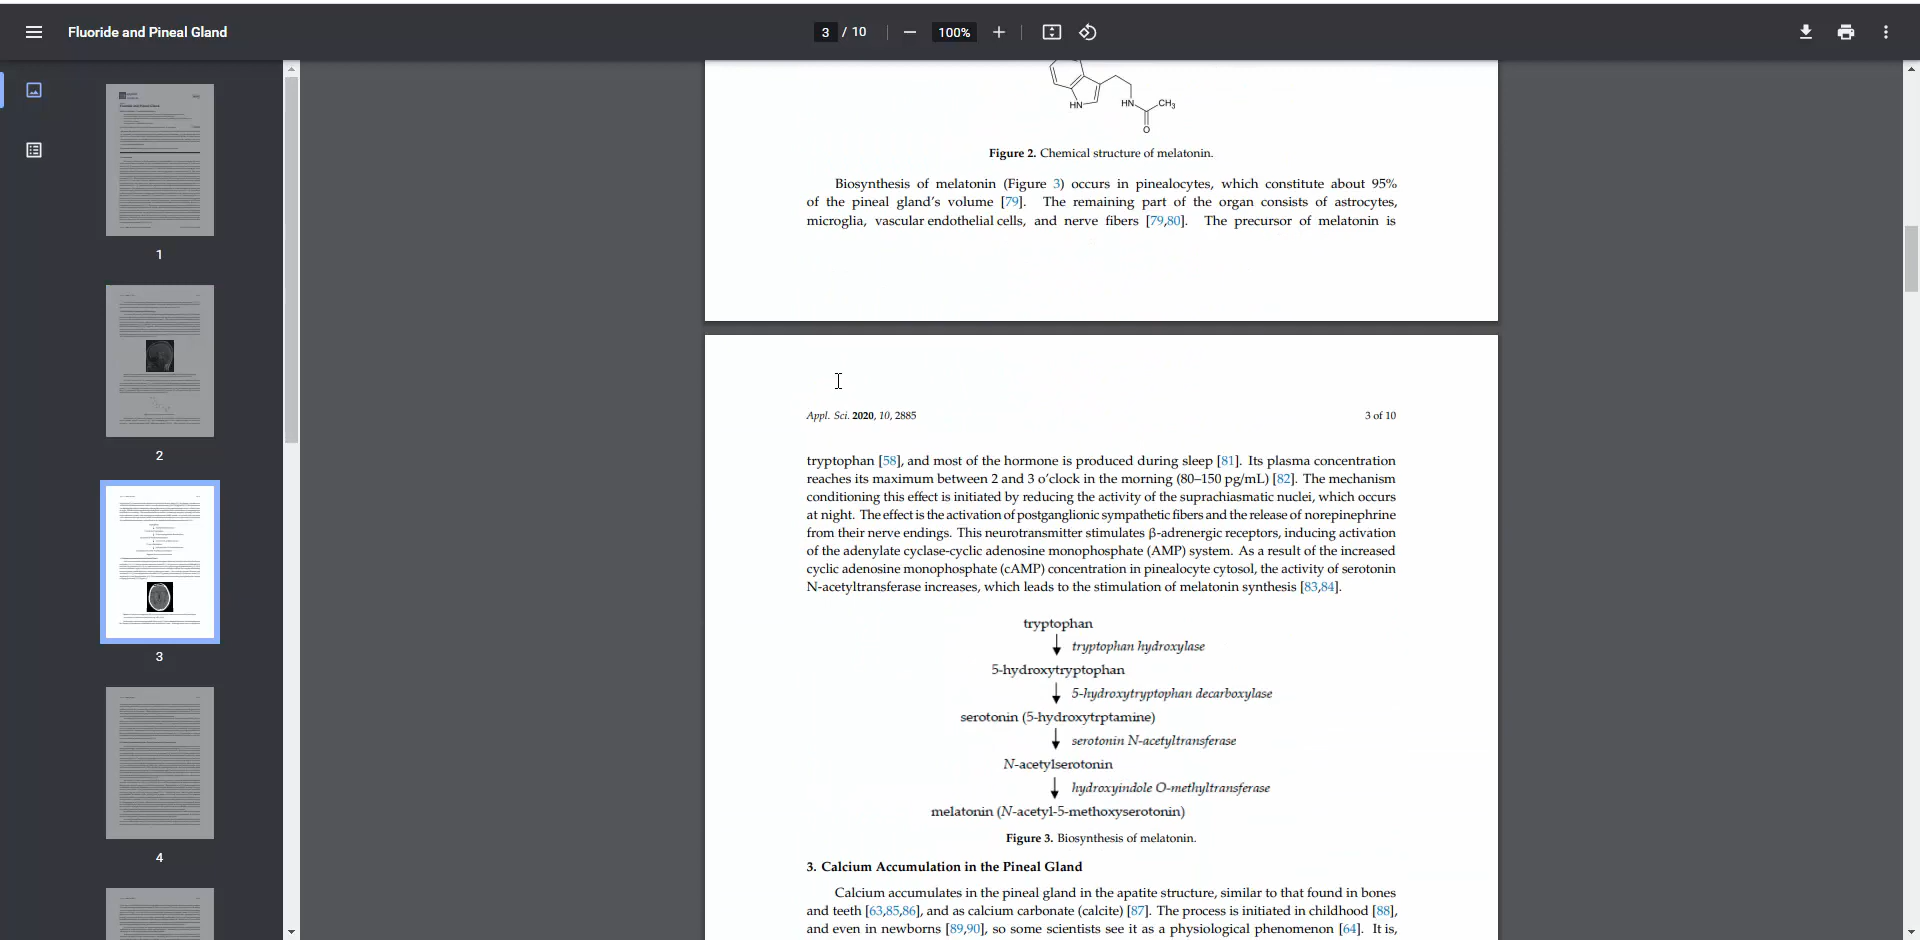 Fluoride and Pineal Gland
3 / 10
100%
1
2
3
4
HN
HN
CH3
O
Figure 2. Chemical structure of melatonin.
Biosynthesis of melatonin (Figure 3) occurs in pinealocytes, which constitute about 95%
of the pineal gland's volume [79]. The remaining part of the organ consists of astrocytes,
microglia, vascular endothelial cells, and nerve fibers [79,80]. The precursor of melatonin is
Appl. Sci. 2020, 10, 2885
3 of 10
tryptophan [58], and most of the hormone is produced during sleep [81]. Its plasma concentration
reaches its maximum between 2 and 3 o'clock in the morning (80–150 pg/mL) [82]. The mechanism
conditioning this effect is initiated by reducing the activity of the suprachiasmatic nuclei, which occurs
at night. The effect is the activation of postganglionic sympathetic fibers and the release of norepinephrine
from their nerve endings. This neurotransmitter stimulates β-adrenergic receptors, inducing activation
of the adenylate cyclase-cyclic adenosine monophosphate (AMP) system. As a result of the increased
cyclic adenosine monophosphate (cAMP) concentration in pinealocyte cytosol, the activity of serotonin
N-acetyltransferase increases, which leads to the stimulation of melatonin synthesis [83,84].
tryptophan
tryptophan hydroxylase
5-hydroxytryptophan
5-hydroxytryptophan decarboxylase
serotonin (5-hydroxytrptamine)
serotonin N-acetyltransferase
N-acetylserotonin
hydroxyindole O-methyltransferase
melatonin (N-acetyl-5-methoxyserotonin)
Figure 3. Biosynthesis of melatonin.
3. Calcium Accumulation in the Pineal Gland
Calcium accumulates in the pineal gland in the apatite structure, similar to that found in bones
and teeth [63,85,86], and as calcium carbonate (calcite) [87]. The process is initiated in childhood [88],
and even in newborns [89,90], so some scientists see it as a physiological phenomenon [64]. It is,